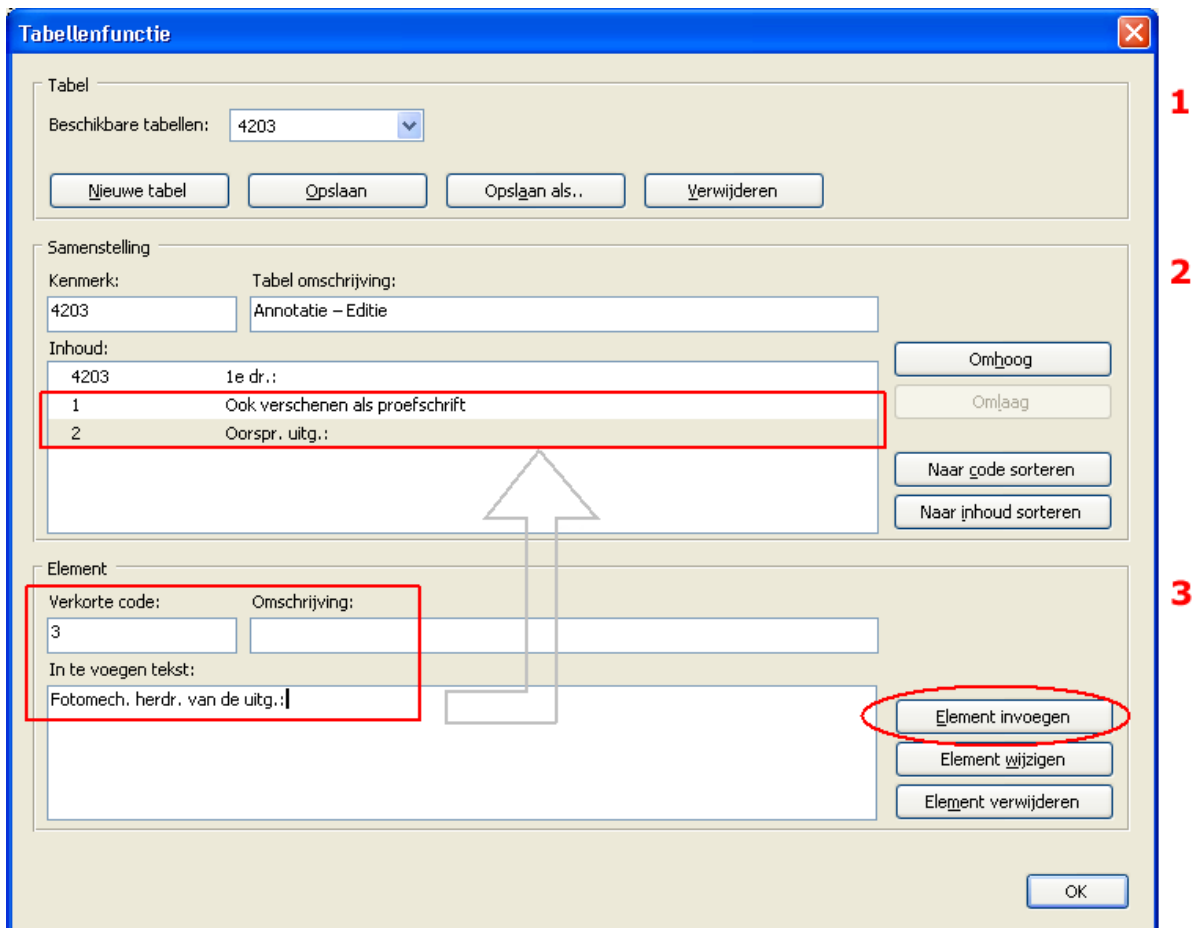 Tabellenfunctie
Tabel
1
Beschikbare tabellen: 4203
Nieuwe tabel Opslaan Opslaan als.. Verwijderen
Samenstelling
2
Kenmerk: Tabel omschrijving:
4203 Annotatie – Editie
Inhoud:
Omhoog
4203 1e dr.:
1 Ook verschenen als proefschrift
Omlaag
2 Oorspr. uitg.:
Naar code sorteren
Naar inhoud sorteren
Element
3
Verkorte code: Omschrijving:
3
In te voegen tekst:
Fotomech. herdr. van de uitg.:
Element invoegen
Element wijzigen
Element verwijderen
OK